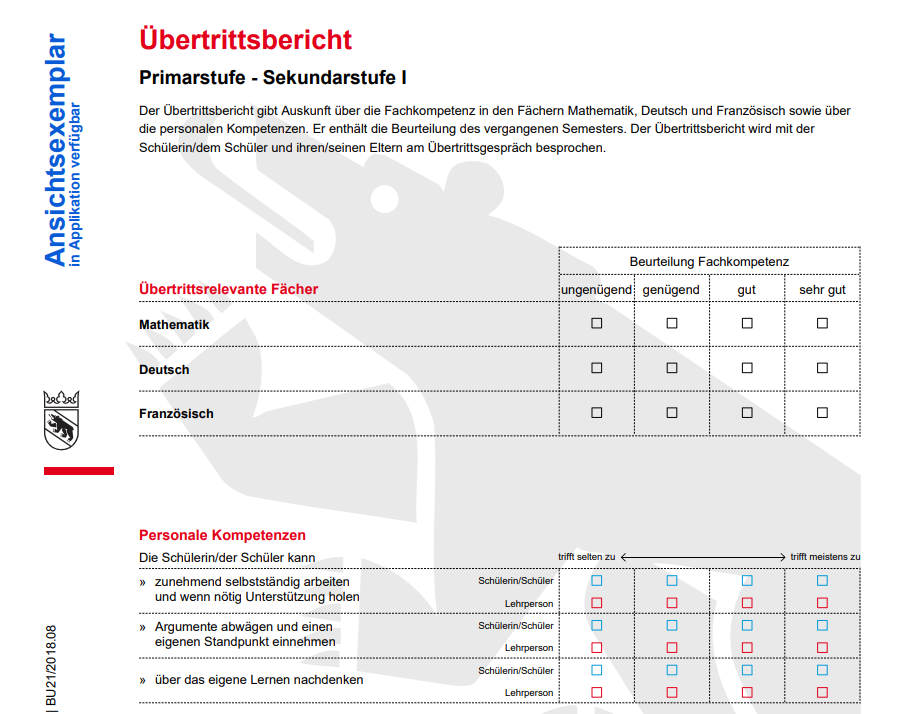 Ansichtsexemplar
in Applikation verfügbar
Übertrittsbericht
Primarstufe - Sekundarstufe I
Der Übertrittsbericht gibt Auskunft über die Fachkompetenz in den Fächern Mathematik, Deutsch und Französisch sowie über
die personalen Kompetenzen. Er enthält die Beurteilung des vergangenen Semesters. Der Übertrittsbericht wird mit der
Schülerin/dem Schüler und ihren/seinen Eltern am Übertrittsgespräch besprochen.
Beurteilung Fachkompetenz
Übertrittsrelevante Fächer ungenügend genügend gut sehr gut
Mathematik
Deutsch
Französisch
Personale Kompetenzen
Die Schülerin/der Schüler kann trifft selten zu trifft meistens zu
» zunehmend selbstständig arbeiten Schülerin/Schüler
und wenn nötig Unterstützung holen
Lehrperson
» Argumente abwägen und einen Schülerin/Schüler
eigenen Standpunkt einnehmen
Lehrperson
» über das eigene Lernen nachdenken
Schülerin/Schüler
Lehrperson
| BU21/2018.08